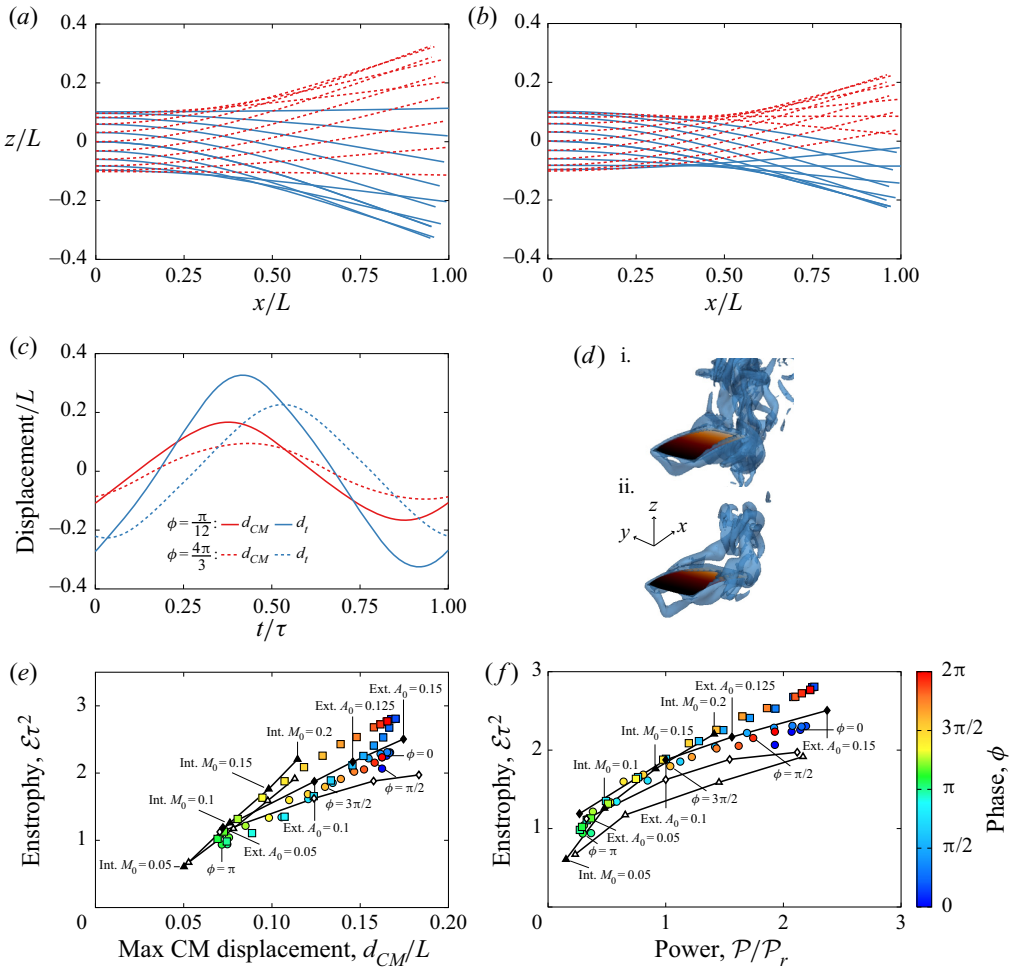 (a)
(b)
z/L
0.4
0.2
0
−0.2
−0.4
0
0.25
0.50
0.75
1.00
x/L
0.4
0.2
0
−0.2
−0.4
0
0.25
0.50
0.75
1.00
x/L
(c)
Displacement/L
0.4
0.2
0
−0.2
−0.4
ϕ = π/12: d_CM d_t
ϕ = 4π/3: d_CM d_t
0
0.25
0.50
0.75
1.00
t/τ
(d) i.
ii.
z
y
x
(e)
Enstrophy, ℰτ²
3
2
1
0
Ext. A₀ = 0.15
Ext. A₀ = 0.125
Int. M₀ = 0.2
Int. M₀ = 0.15
ϕ = 0
Int. M₀ = 0.1
ϕ = π/2
ϕ = 3π/2
Ext. A₀ = 0.1
Ext. A₀ = 0.05
Int. M₀ = 0.05
ϕ = π
0.05
0.10
0.15
0.20
Max CM displacement, d_CM/L
(f)
Enstrophy, ℰτ²
3
2
1
0
Ext. A₀ = 0.125
Int. M₀ = 0.2
Int. M₀ = 0.15
ϕ = 0
Ext. A₀ = 0.15
Int. M₀ = 0.1
ϕ = π/2
ϕ = 3π/2
Ext. A₀ = 0.1
Ext. A₀ = 0.05
ϕ = π
Int. M₀ = 0.05
1
2
3
Power, 𝒫/𝒫_r
2π
3π/2
π
π/2
0
Phase, ϕ